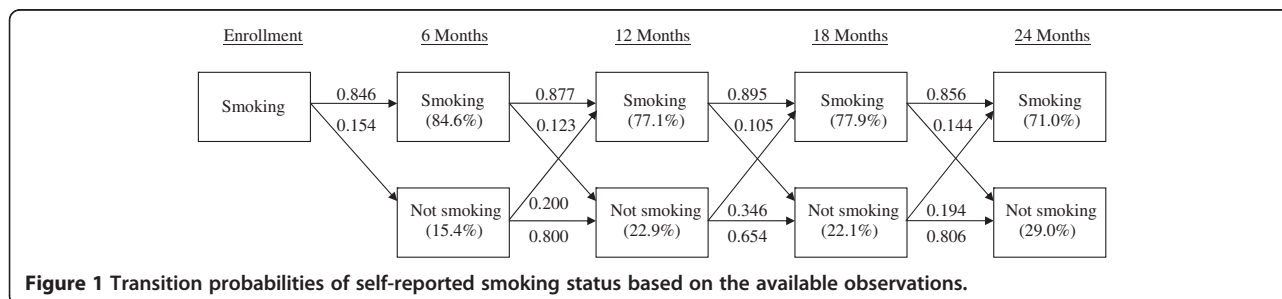 Enrollment 6 Months 12 Months 18 Months 24 Months
Smoking
0.846
0.154
Smoking
(84.6%)
Not smoking
(15.4%)
0.877
0.123
0.200
0.800
Smoking
(77.1%)
Not smoking
(22.9%)
0.895
0.105
0.346
0.654
Smoking
(77.9%)
Not smoking
(22.1%)
0.856
0.144
0.194
0.806
Smoking
(71.0%)
Not smoking
(29.0%)
Figure 1 Transition probabilities of self-reported smoking status based on the available observations.